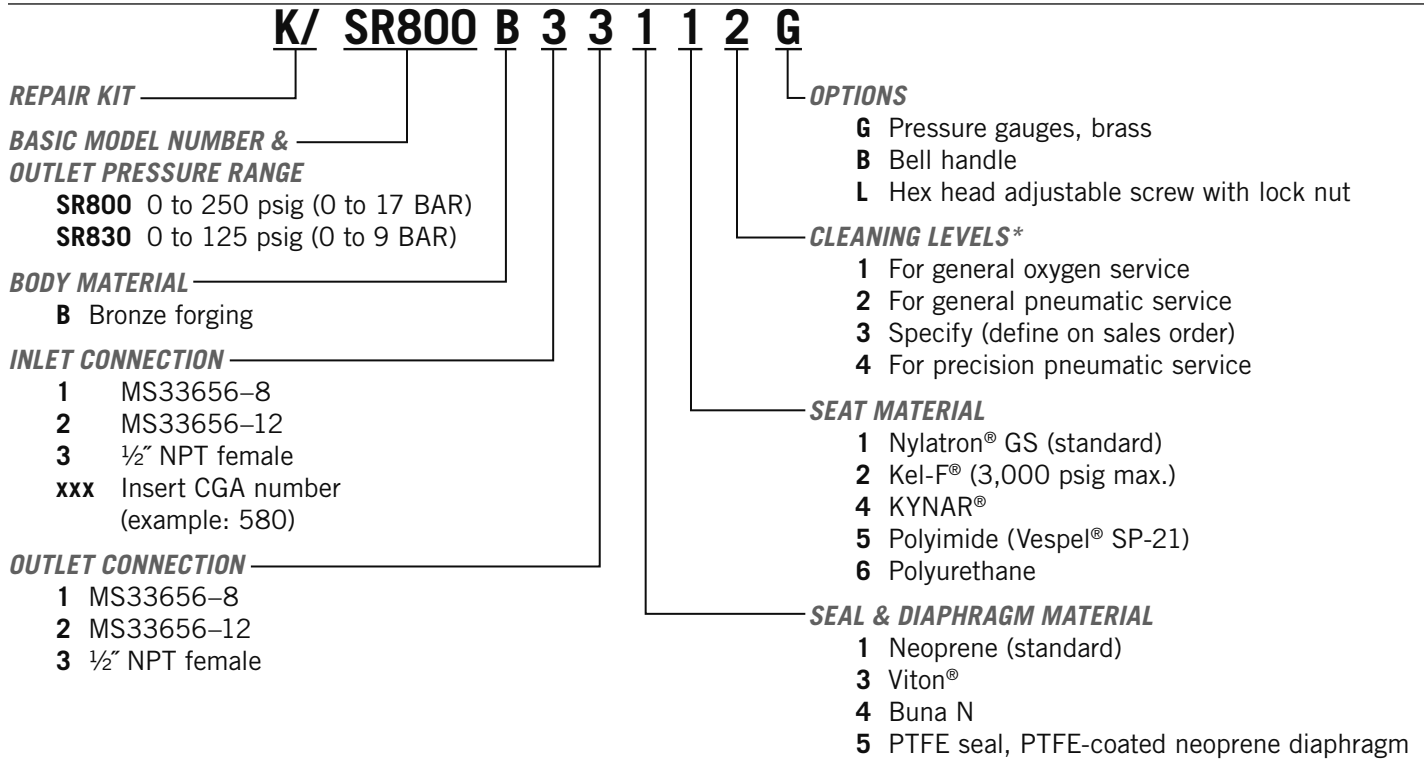 K/ SR800 B 3 3 1 1 2 G
REPAIR KIT
BASIC MODEL NUMBER &
OUTLET PRESSURE RANGE
SR800 0 to 250 psig (0 to 17 BAR)
SR830 0 to 125 psig (0 to 9 BAR)
BODY MATERIAL
B Bronze forging
INLET CONNECTION
1 MS33656–8
2 MS33656–12
3 ½˝ NPT female
xxx Insert CGA number
(example: 580)
OUTLET CONNECTION
1 MS33656–8
2 MS33656–12
3 ½˝ NPT female
OPTIONS
G Pressure gauges, brass
B Bell handle
L Hex head adjustable screw with lock nut
CLEANING LEVELS*
1 For general oxygen service
2 For general pneumatic service
3 Specify (define on sales order)
4 For precision pneumatic service
SEAT MATERIAL
1 Nylatron® GS (standard)
2 Kel-F® (3,000 psig max.)
4 KYNAR®
5 Polyimide (Vespel® SP-21)
6 Polyurethane
SEAL & DIAPHRAGM MATERIAL
1 Neoprene (standard)
3 Viton®
4 Buna N
5 PTFE seal, PTFE-coated neoprene diaphragm